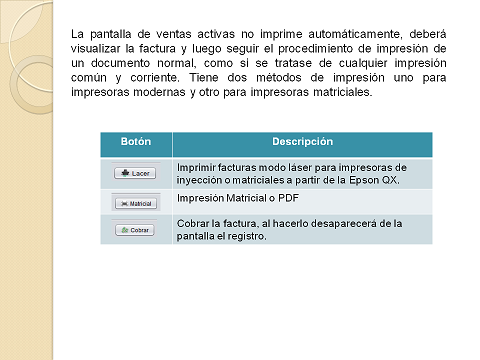 La pantalla de ventas activas no imprime automáticamente, deberá
visualizar la factura y luego seguir el procedimiento de impresión de
un documento normal, como si se tratase de cualquier impresión
común y corriente. Tiene dos métodos de impresión uno para
impresoras modernas y otro para impresoras matriciales.
Botón Descripción
Lacer Imprimir facturas modo láser para impresoras de
inyección o matriciales a partir de la Epson QX.
Matricial Impresión Matricial o PDF
Cobrar Cobrar la factura, al hacerlo desaparecerá de la
pantalla el registro.